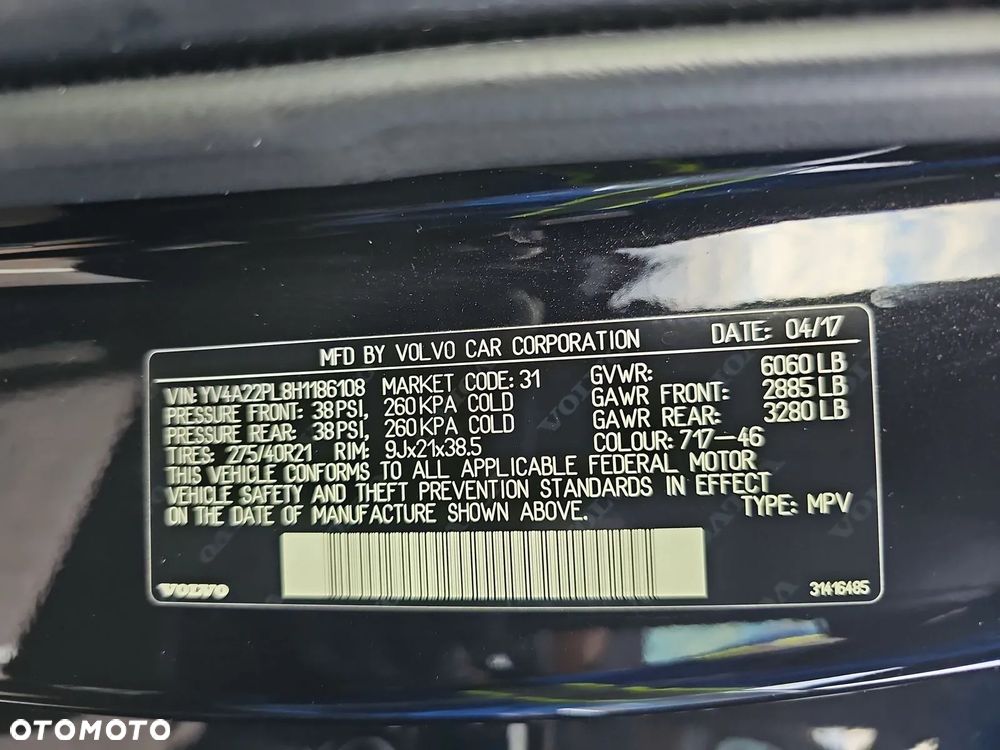 MFD BY VOLVO CAR CORPORATION DATE: 04/17
VIN: YV4A22PL8H1186108 MARKET CODE: 31 GVWR: 6060 LB
PRESSURE FRONT: 38 PSI, 260 KPA COLD GAWR FRONT: 2885 LB
PRESSURE REAR: 38 PSI, 260 KPA COLD GAWR REAR: 3280 LB
TIRES: 275/40R21 RIM: 9Jx21x38.5 COLOUR: 717-46
THIS VEHICLE CONFORMS TO ALL APPLICABLE FEDERAL MOTOR
VEHICLE SAFETY AND THEFT PREVENTION STANDARDS IN EFFECT
ON THE DATE OF MANUFACTURE SHOWN ABOVE. TYPE: MPV
VOLVO 31416485
OTOMOTO